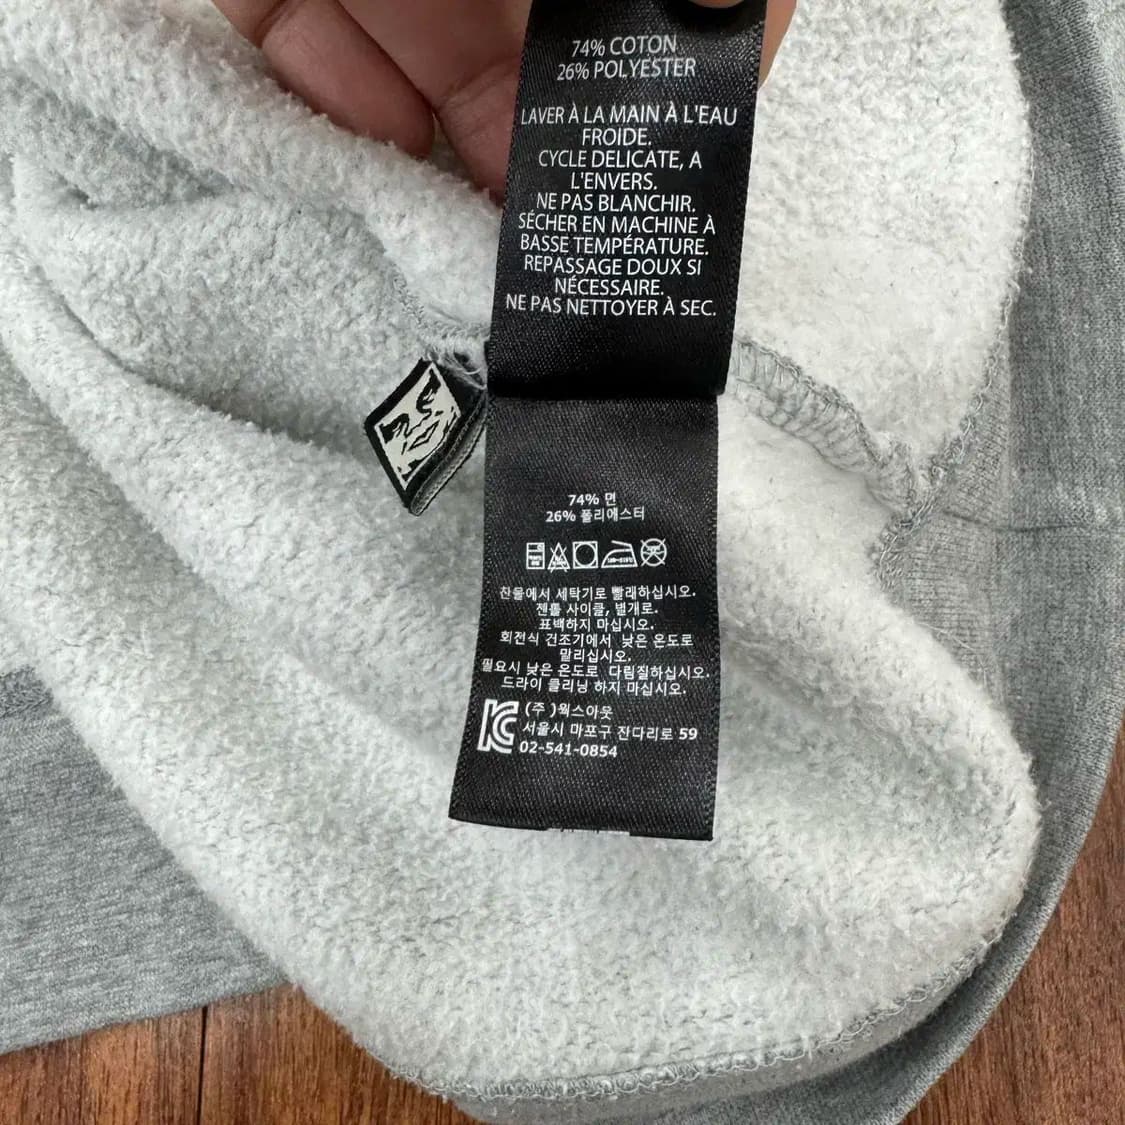 74% COTON
26% POLYESTER
LAVER À LA MAIN À L'EAU
FROIDE.
CYCLE DELICATE, A
L'ENVERS.
NE PAS BLANCHIR.
SÉCHER EN MACHINE À
BASSE TEMPÉRATURE.
REPASSAGE DOUX SI
NÉCESSAIRE.
NE PAS NETTOYER À SEC.
74% 면
26% 폴리에스터
찬물에서 세탁기로 빨래하십시오.
젠틀 사이클, 별개로.
표백하지 마십시오.
회전식 건조기에서 낮은 온도로
말리십시오.
필요시 낮은 온도로 다림질하십시오.
드라이 클리닝 하지 마십시오.
(주)웍스아웃
서울시 마포구 잔다리로 59
02-541-0854